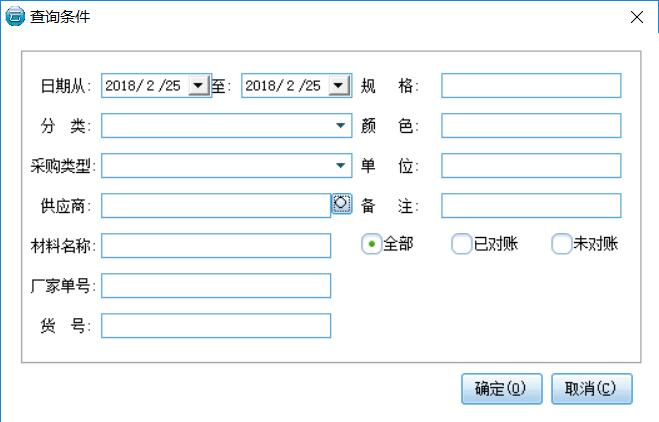 查询条件
日期从: 2018/ 2 /25 至: 2018/ 2 /25 规 格:
分 类: 颜 色:
采购类型: 单 位:
供应商: 备 注:
材料名称: 全部 已对账 未对账
厂家单号:
货 号:
确定(O) 取消(C)